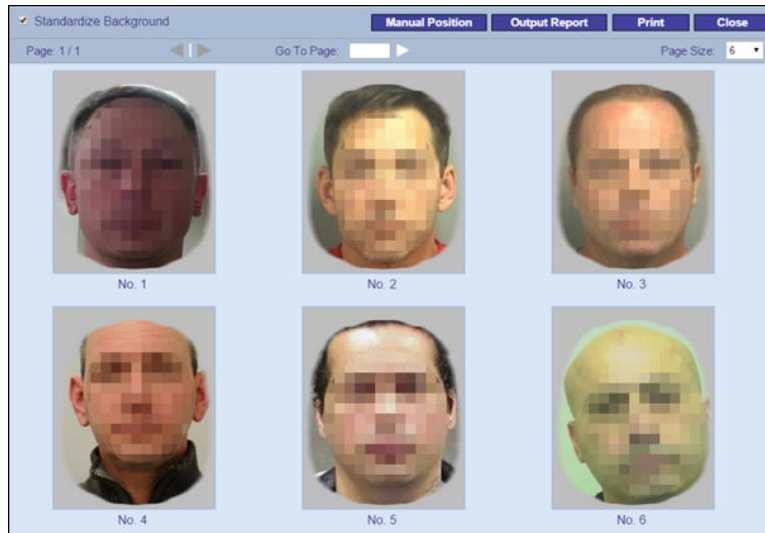 Standardize Background Manual Position Output Report Print Close
Page: 1 / 1 Go To Page: Page Size: 6
No. 1 No. 2 No. 3
No. 4 No. 5 No. 6